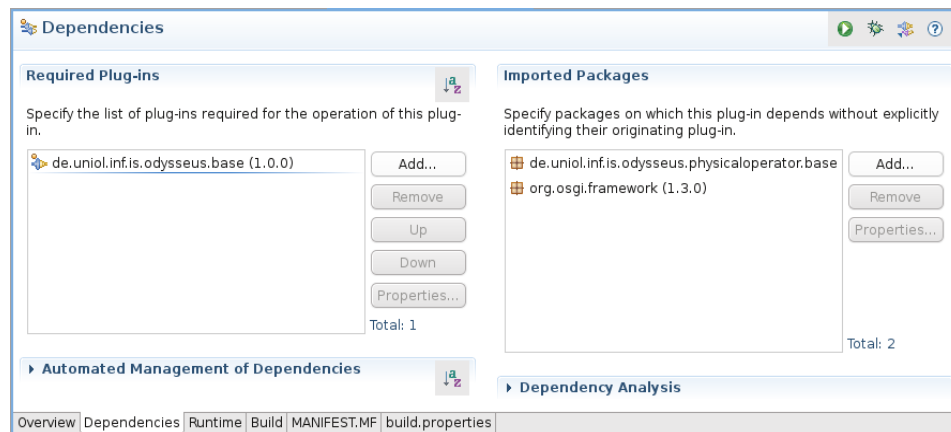 Dependencies
Required Plug-ins
Specify the list of plug-ins required for the operation of this plug-
in.
de.uniol.inf.is.odysseus.base (1.0.0)
Add...
Remove
Up
Down
Properties...
Total: 1
Automated Management of Dependencies
Imported Packages
Specify packages on which this plug-in depends without explicitly
identifying their originating plug-in.
de.uniol.inf.is.odysseus.physicaloperator.base
org.osgi.framework (1.3.0)
Add...
Remove
Properties...
Total: 2
Dependency Analysis
Overview Dependencies Runtime Build MANIFEST.MF build.properties